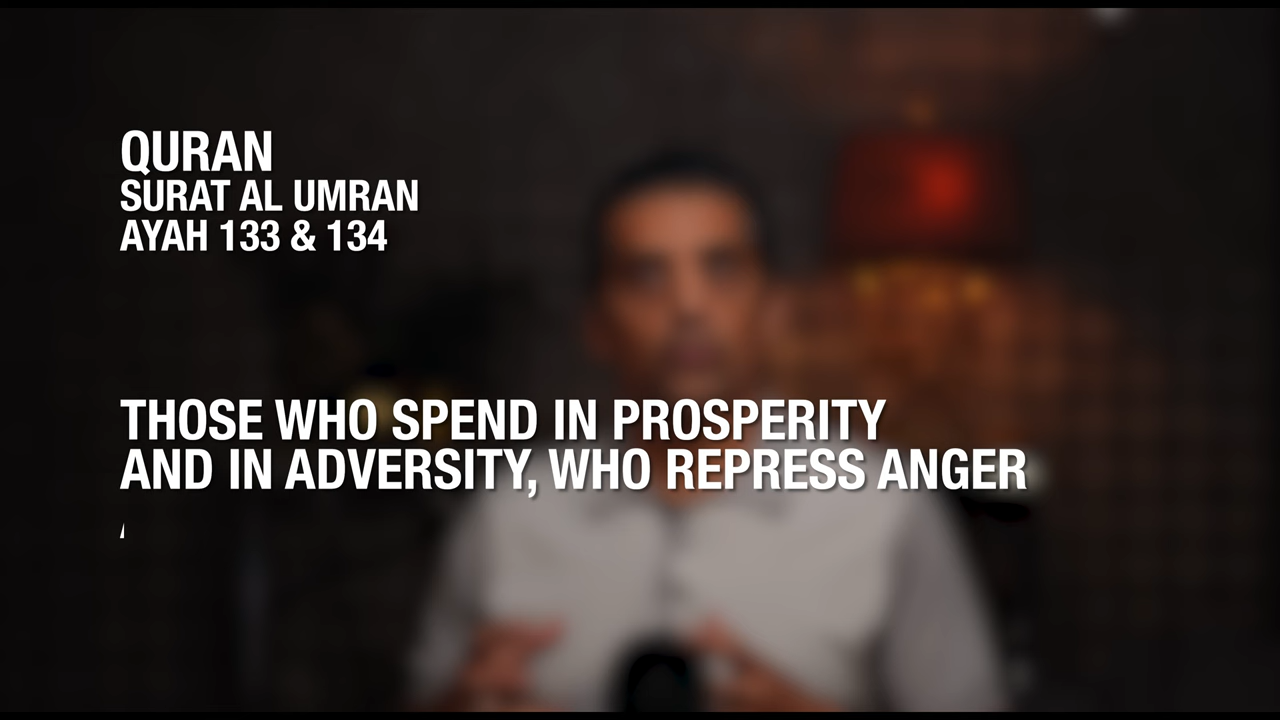 QURAN
SURAT AL UMRAN
AYAH 133 & 134
THOSE WHO SPEND IN PROSPERITY
AND IN ADVERSITY, WHO REPRESS ANGER